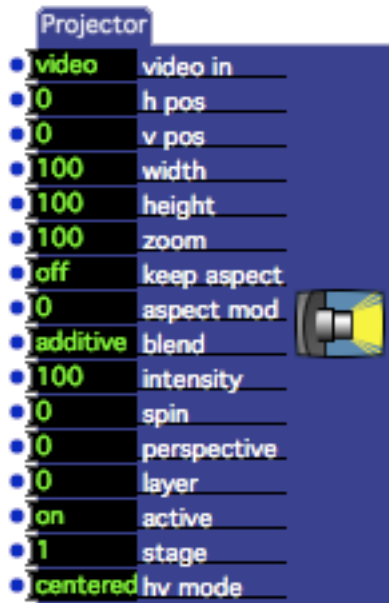 Projector
video video in
0 h pos
0 v pos
100 width
100 height
100 zoom
off keep aspect
0 aspect mod
additive blend
100 intensity
0 spin
0 perspective
0 layer
on active
1 stage
centered hv mode